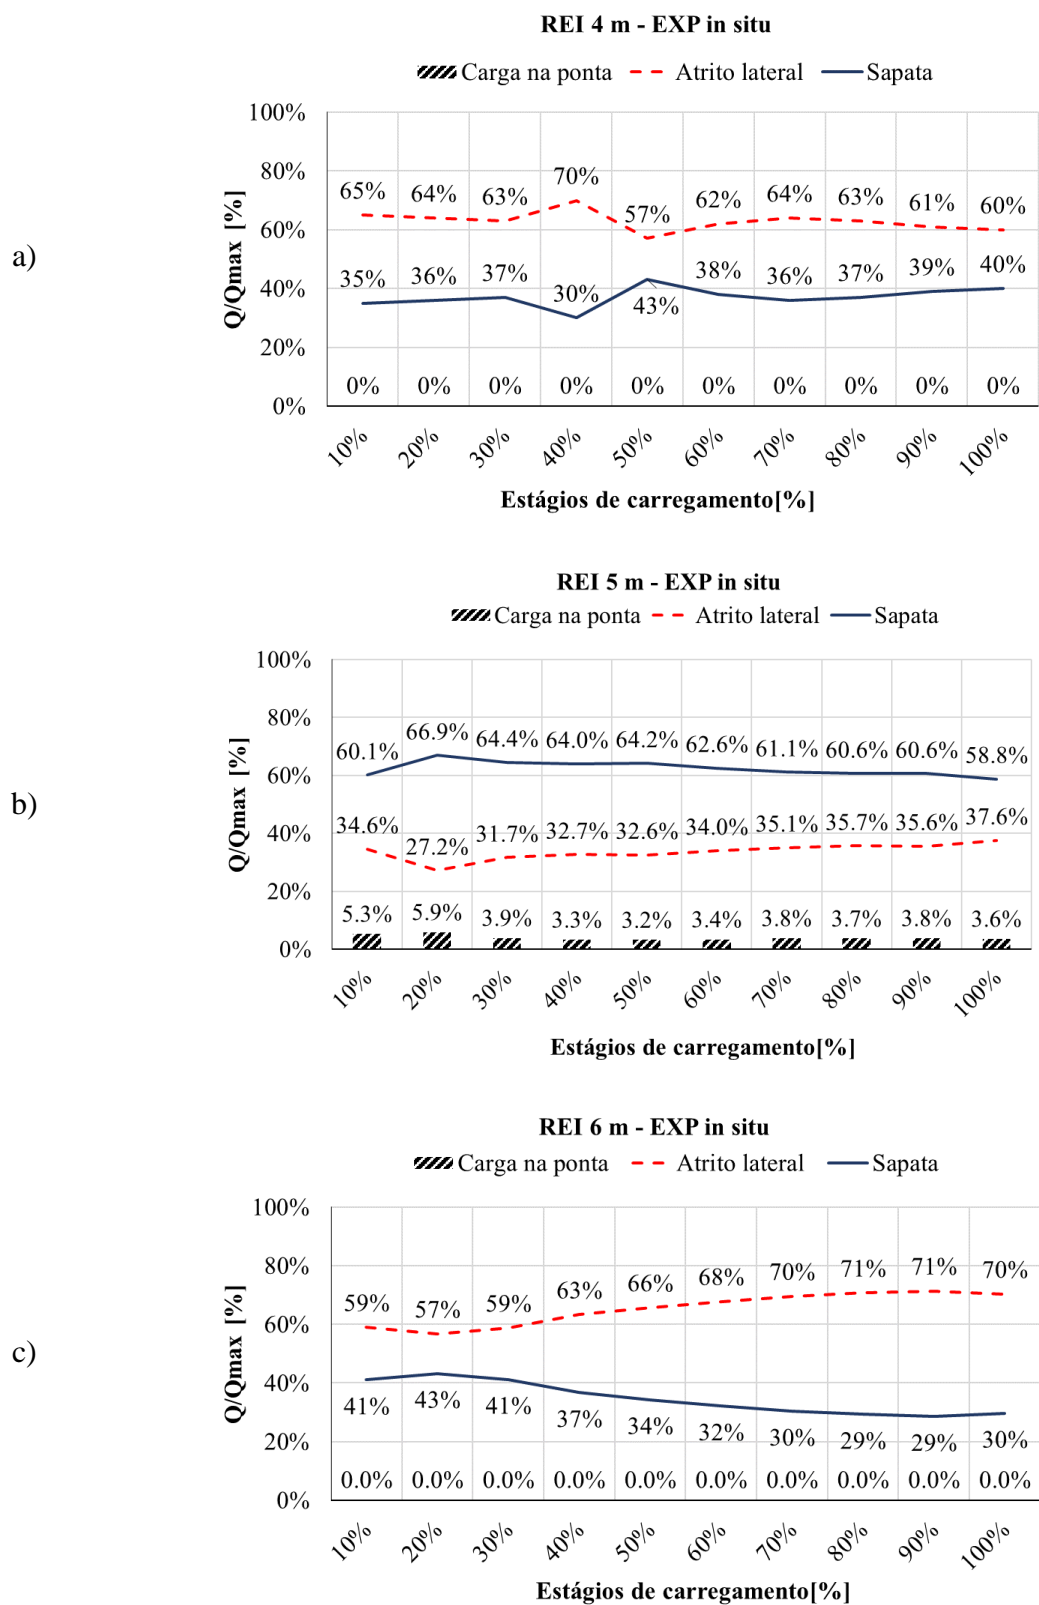 REI 4 m - EXP in situ
Carga na ponta Atrito lateral Sapata
a)
Q/Qmax [%]
100%
80%
60%
40%
20%
0%
65% 64% 63% 70% 57% 62% 64% 63% 61% 60%
35% 36% 37% 30% 43% 38% 36% 37% 39% 40%
0% 0% 0% 0% 0% 0% 0% 0% 0% 0%
10% 20% 30% 40% 50% 60% 70% 80% 90% 100%
Estágios de carregamento[%]
REI 5 m - EXP in situ
Carga na ponta Atrito lateral Sapata
b)
Q/Qmax [%]
100%
80%
60%
40%
20%
0%
60.1% 66.9% 64.4% 64.0% 64.2% 62.6% 61.1% 60.6% 60.6% 58.8%
34.6% 27.2% 31.7% 32.7% 32.6% 34.0% 35.1% 35.7% 35.6% 37.6%
5.3% 5.9% 3.9% 3.3% 3.2% 3.4% 3.8% 3.7% 3.8% 3.6%
10% 20% 30% 40% 50% 60% 70% 80% 90% 100%
Estágios de carregamento[%]
REI 6 m - EXP in situ
Carga na ponta Atrito lateral Sapata
c)
Q/Qmax [%]
100%
80%
60%
40%
20%
0%
59% 57% 59% 63% 66% 68% 70% 71% 71% 70%
41% 43% 41% 37% 34% 32% 30% 29% 29% 30%
0.0% 0.0% 0.0% 0.0% 0.0% 0.0% 0.0% 0.0% 0.0% 0.0%
10% 20% 30% 40% 50% 60% 70% 80% 90% 100%
Estágios de carregamento[%]